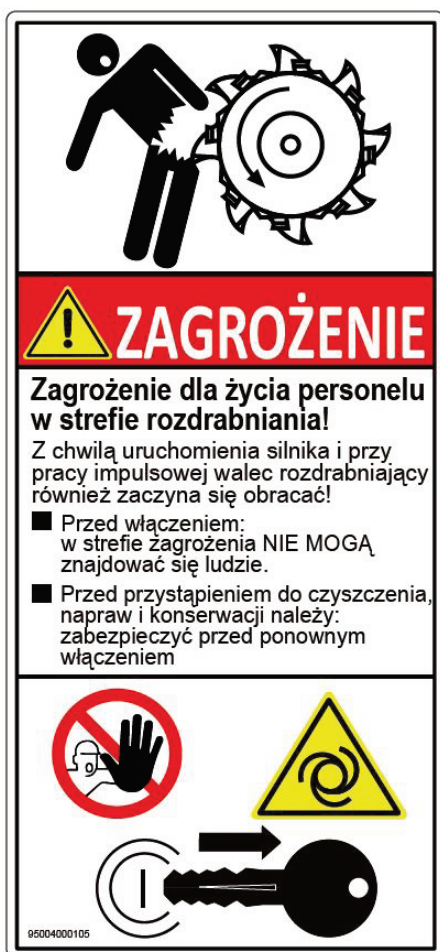 ZAGROŻENIE
Zagrożenie dla życia personelu
w strefie rozdrabniania!
Z chwilą uruchomienia silnika i przy
pracy impulsowej walec rozdrabniający
również zaczyna się obracać!
Przed włączeniem:
w strefie zagrożenia NIE MOGĄ
znajdować się ludzie.
Przed przystąpieniem do czyszczenia,
napraw i konserwacji należy:
zabezpieczyć przed ponownym
włączeniem
95004000105